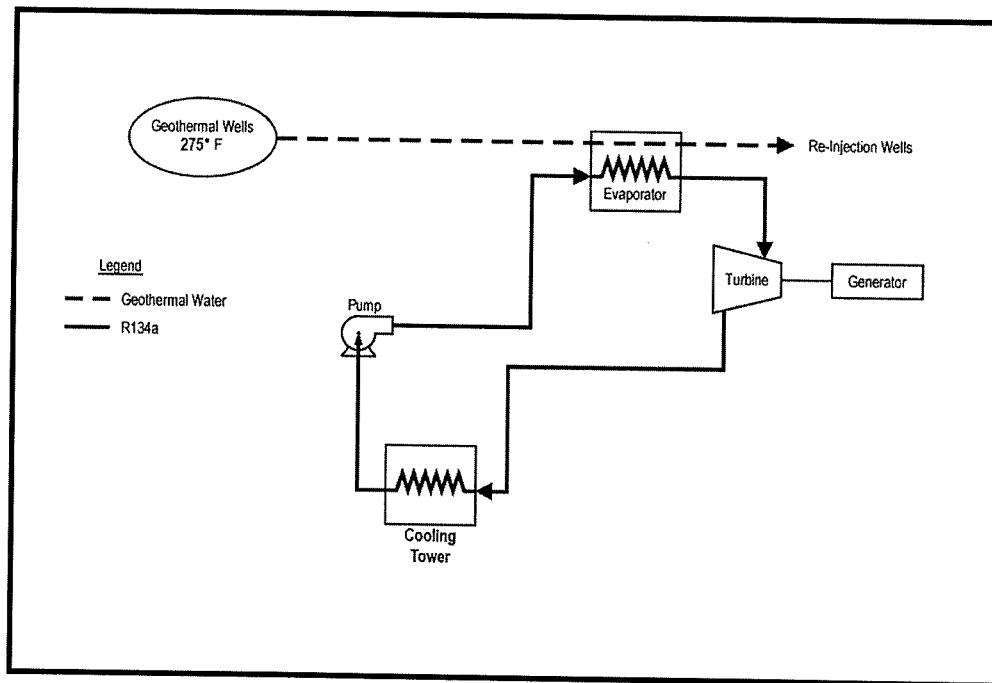 Geothermal Wells
275° F
Re-Injection Wells
Evaporator
Legend
Geothermal Water
R134a
Turbine
Generator
Pump
Cooling
Tower